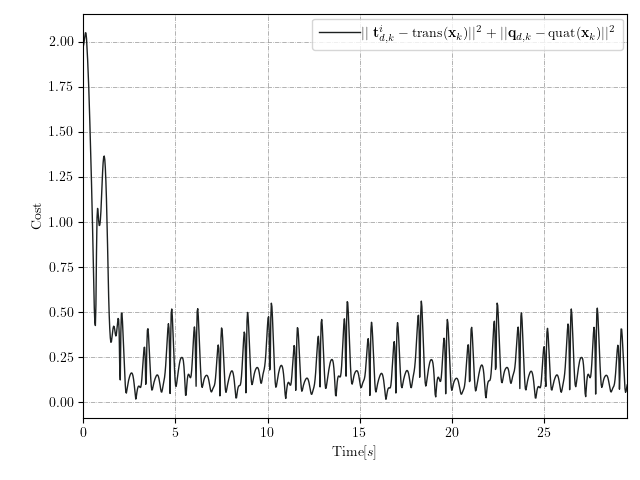 || t^i_{d,k} − trans(x_k)||² + ||q_{d,k} − quat(x_k)||²
2.00
1.75
1.50
1.25
1.00
0.75
0.50
0.25
0.00
Cost
0 5 10 15 20 25
Time[s]